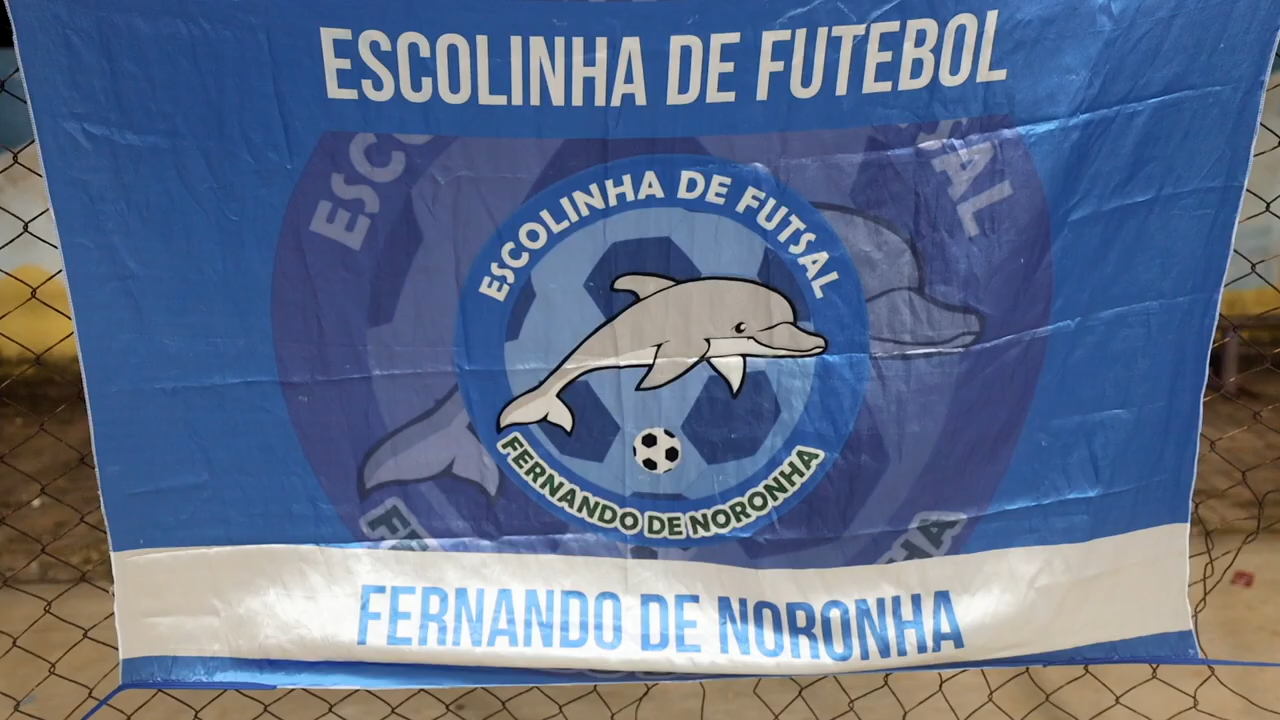 ESCOLINHA DE FUTEBOL
ESCOLINHA DE FUTSAL
FERNANDO DE NORONHA
FERNANDO DE NORONHA